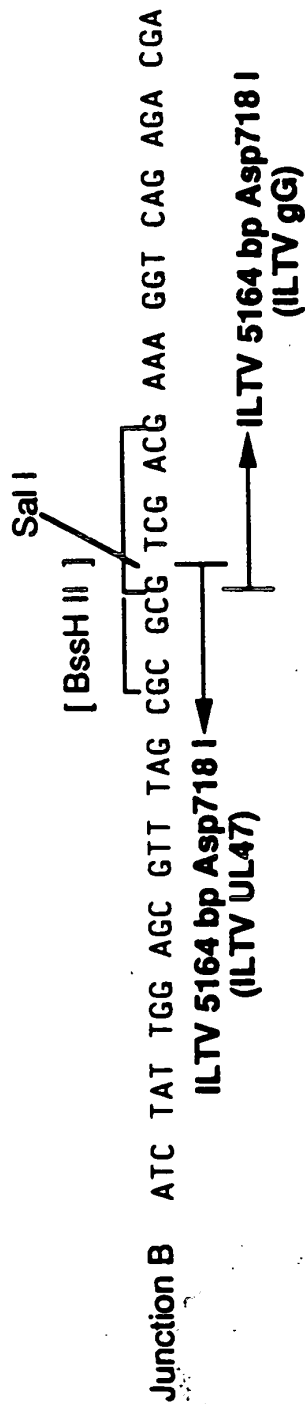 Sal I
[ BssH II ]
Junction B ATC TAT TGG AGC GTT TAG CGC GCG TCG ACG AAA GGT CAG AGA CGA
ILTV 5164 bp Asp718 I
(ILTV UL47)
ILTV 5164 bp Asp718 I
(ILTV gG)